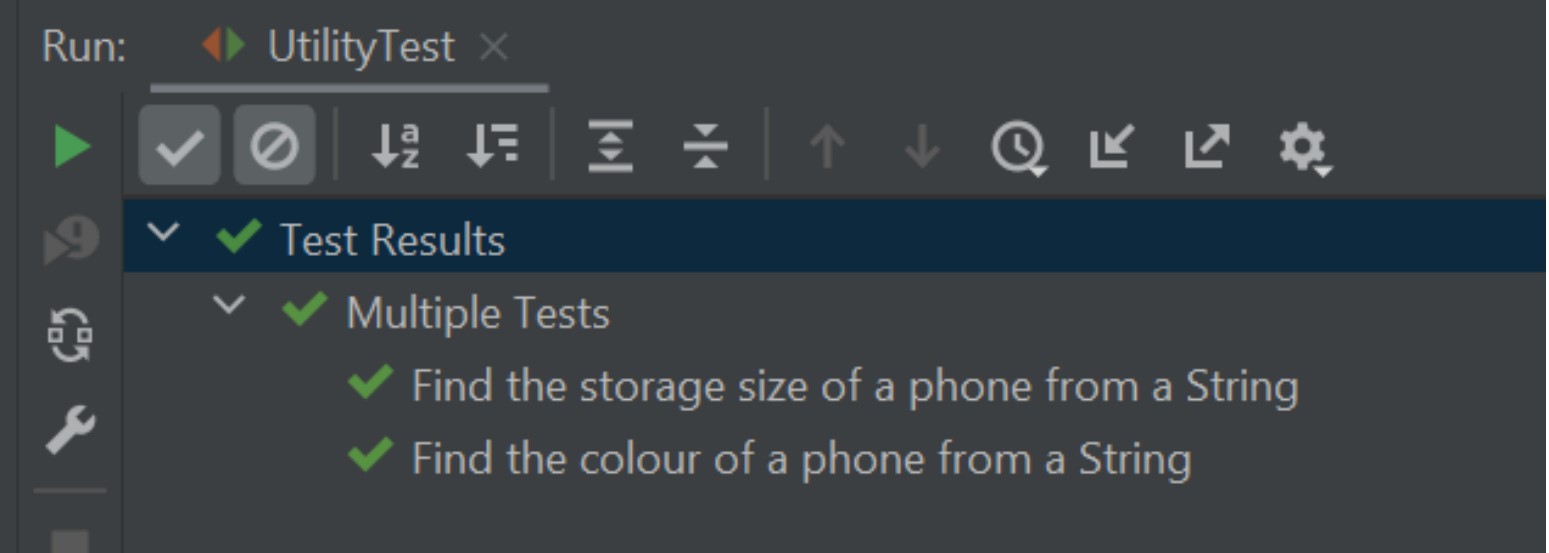 Run: UtilityTest
Test Results
Multiple Tests
Find the storage size of a phone from a String
Find the colour of a phone from a String